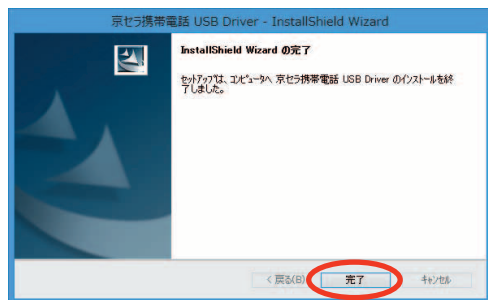 京セラ携帯電話 USB Driver - InstallShield Wizard
InstallShield Wizard の完了
セットアップは、コンピュータへ 京セラ携帯電話 USB Driver のインストールを終
了しました。
< 戻る(B)
完了
キャンセル